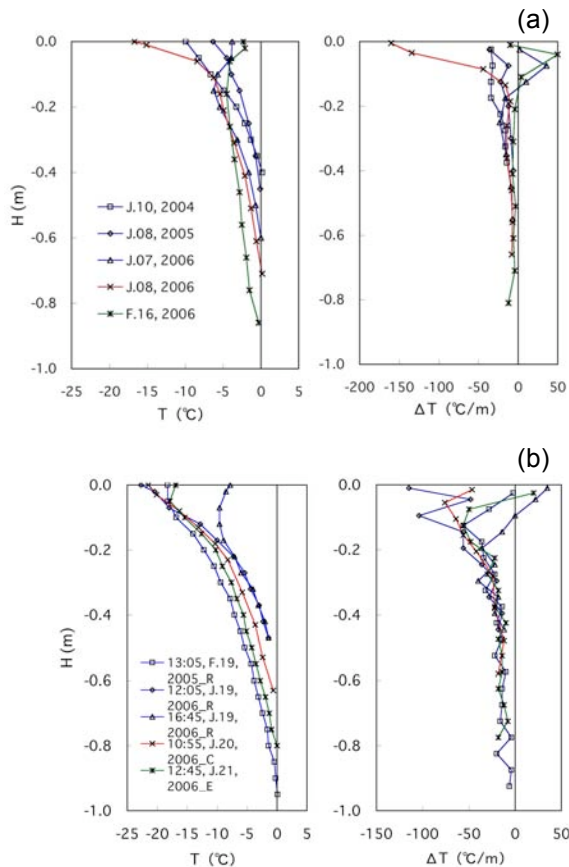 (a)
0.0
-0.2
-0.4
-0.6
-0.8
-1.0
H (m)
J.10, 2004
J.08, 2005
J.07, 2006
J.08, 2006
F.16, 2006
-25 -20 -15 -10 -5 0 5
T (℃)
0.0
-0.2
-0.4
-0.6
-0.8
-1.0
-200 -150 -100 -50 0 50
ΔT (℃/m)
(b)
0.0
-0.2
-0.4
-0.6
-0.8
-1.0
H (m)
13:05, F.19,
2005_R
12:05, J.19,
2006_R
16:45, J.19,
2006_R
10:55, J.20,
2006_C
12:45, J.21,
2006_E
-25 -20 -15 -10 -5 0 5
T (℃)
0.0
-0.2
-0.4
-0.6
-0.8
-1.0
-150 -100 -50 0 50
ΔT (℃/m)